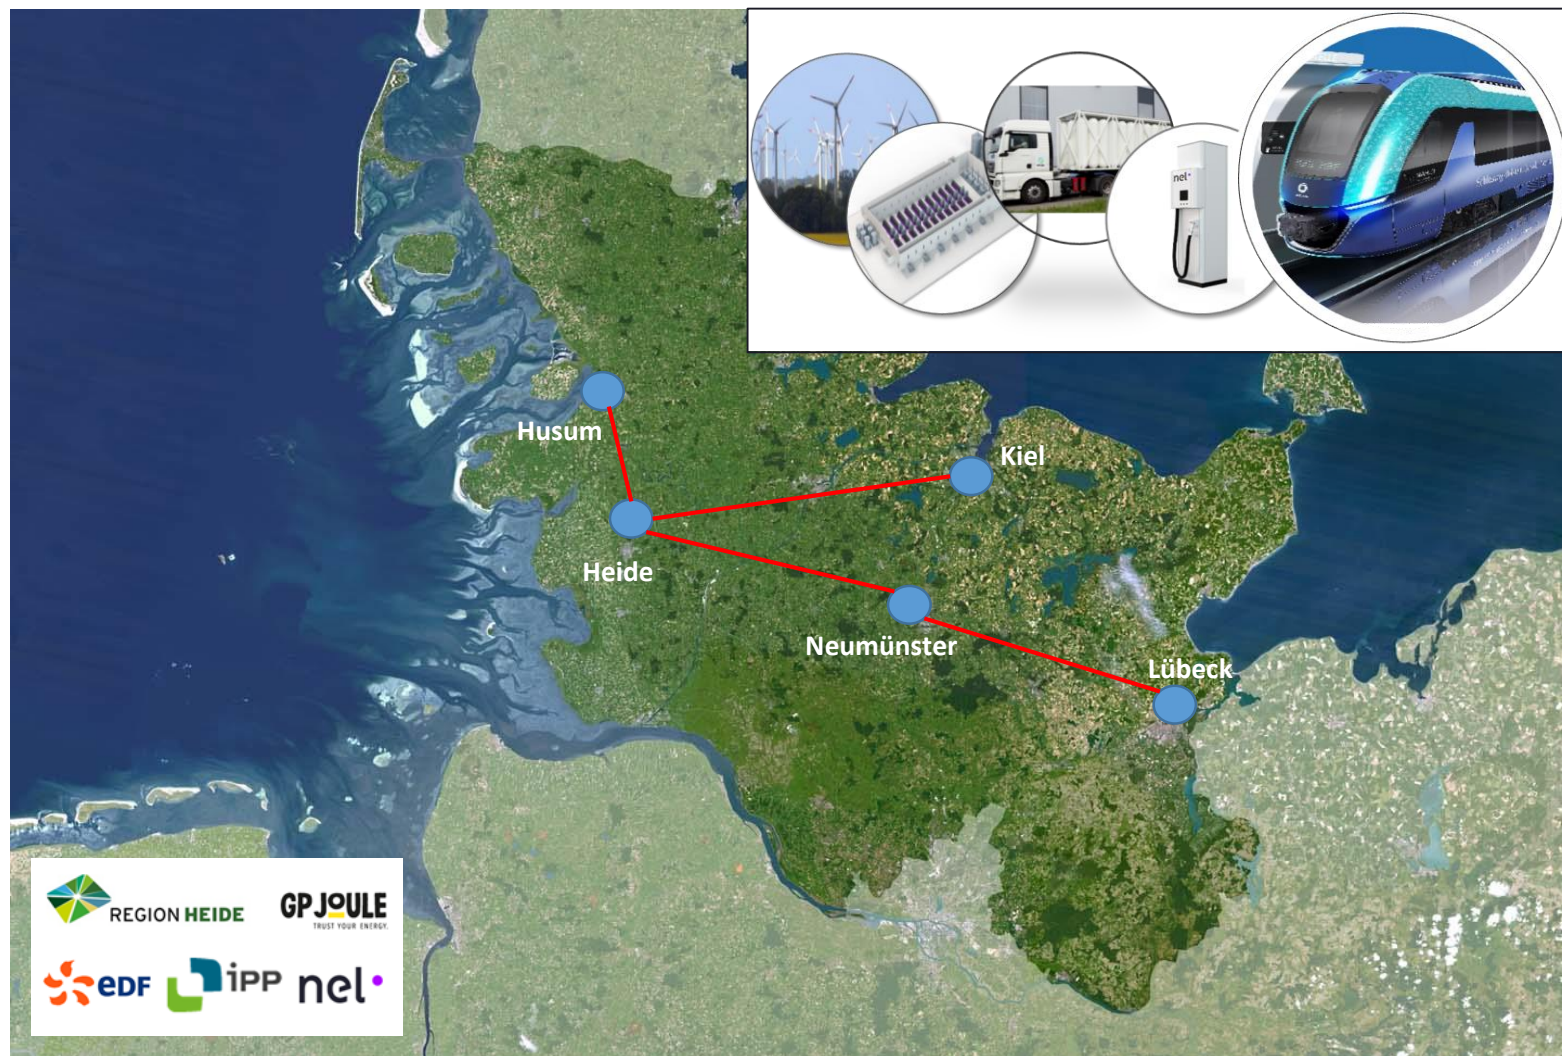 nel•
Husum
Kiel
Heide
Neumünster
Lübeck
REGION HEIDE
GP JOULE
TRUST YOUR ENERGY.
eDF
iPP
nel•